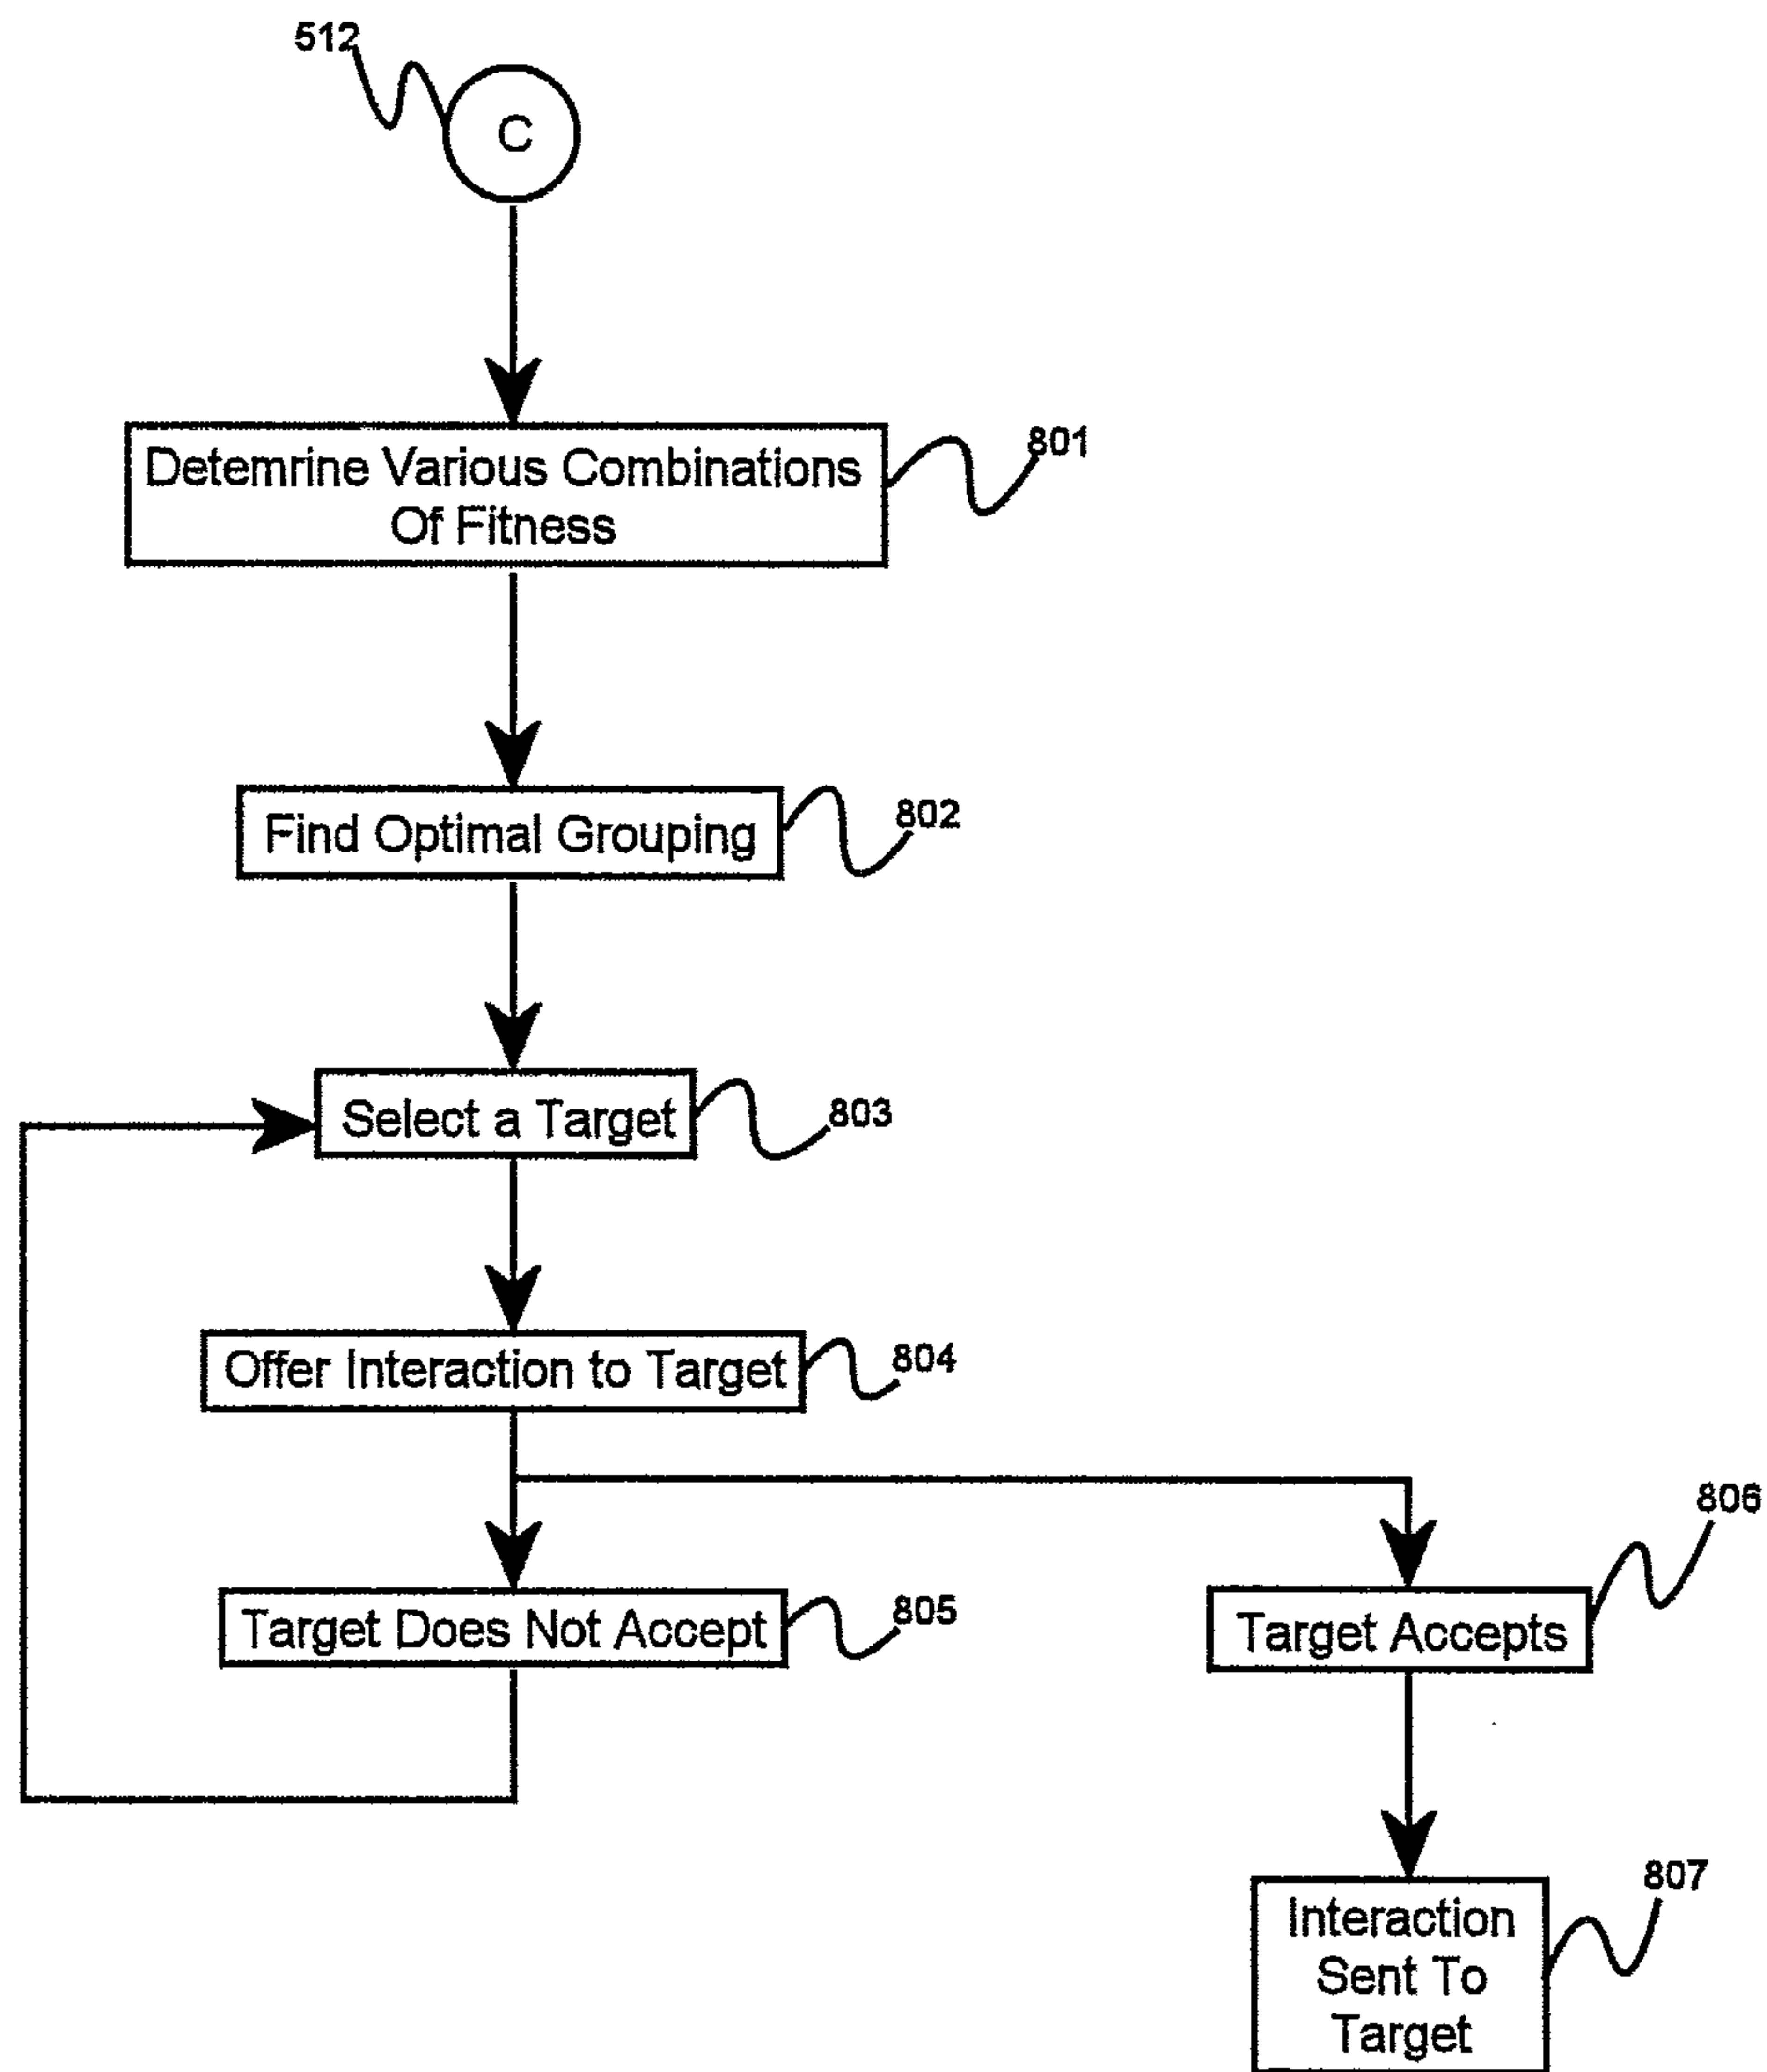 512
C
Detemrine Various Combinations
Of Fitness
801
Find Optimal Grouping
802
Select a Target
803
Offer Interaction to Target
804
Target Does Not Accept
805
Target Accepts
806
Interaction
Sent To
Target
807